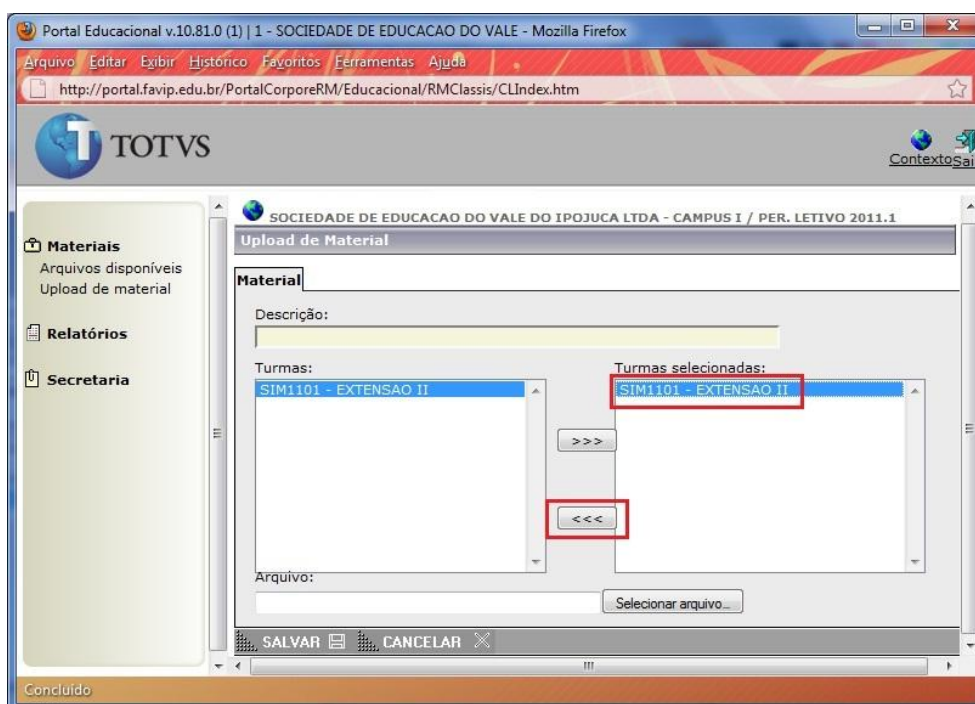 Portal Educacional v.10.81.0 (1) | 1 - SOCIEDADE DE EDUCACAO DO VALE - Mozilla Firefox
Arquivo Editar Exibir Histórico Favoritos Ferramentas Ajuda
http://portal.favip.edu.br/PortalCorporeRM/Educacional/RMClassis/CLIndex.htm
TOTVS
Contexto Sai
SOCIEDADE DE EDUCACAO DO VALE DO IPOJUCA LTDA - CAMPUS I / PER. LETIVO 2011.1
Materiais
Arquivos disponíveis
Upload de material
Relatórios
Secretaria
Upload de Material
Material
Descrição:
Turmas:
SIM1101 - EXTENSAO II
Turmas selecionadas:
SIM1101 - EXTENSAO II
>>>
<<<
Arquivo:
Selecionar arquivo...
SALVAR CANCELAR
Concluído